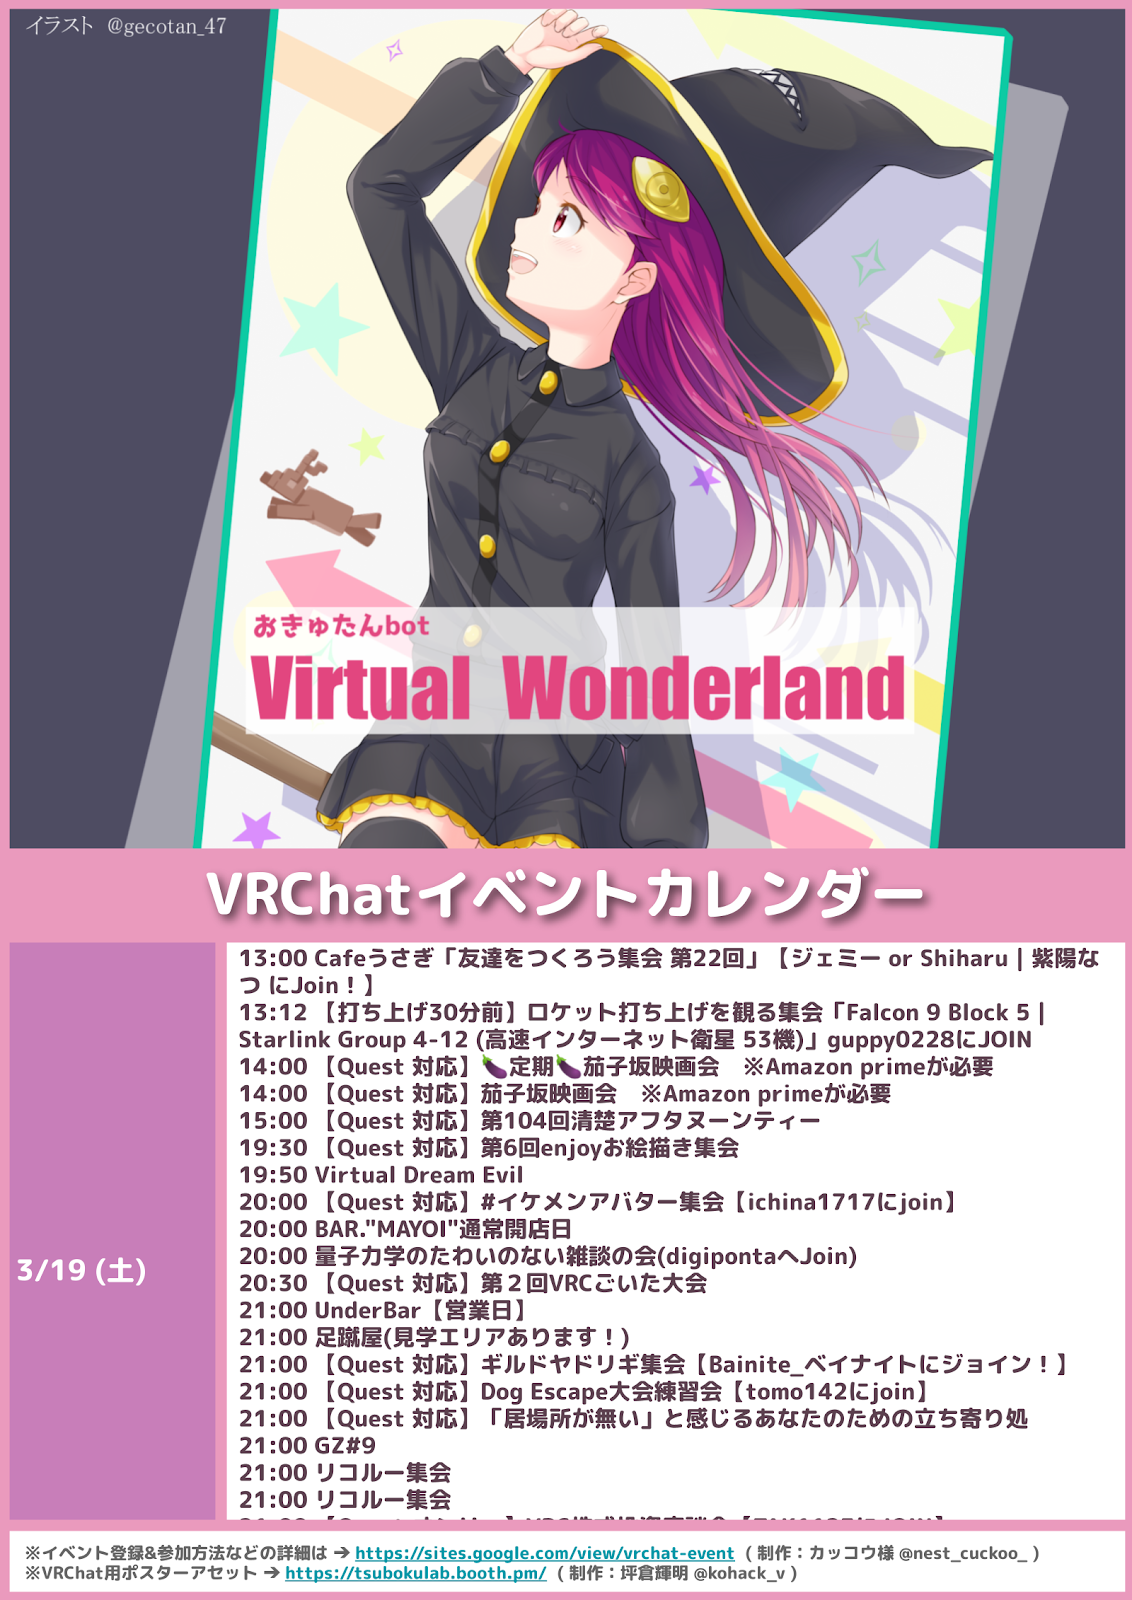 イラスト @gecotan_47
おきゅたんbot
Virtual Wonderland
VRChatイベントカレンダー
3/19 (土)
13:00 Cafeうさぎ「友達をつくろう集会 第22回」【ジェミー or Shiharu | 紫陽な
つ にJoin！】
13:12 【打ち上げ30分前】ロケット打ち上げを観る集会「Falcon 9 Block 5 |
Starlink Group 4-12 (高速インターネット衛星 53機)」guppy0228にJOIN
14:00 【Quest 対応】🍆定期🍆茄子坂映画会　※Amazon primeが必要
14:00 【Quest 対応】茄子坂映画会　※Amazon primeが必要
15:00 【Quest 対応】第104回清楚アフタヌーンティー
19:30 【Quest 対応】第6回enjoyお絵描き集会
19:50 Virtual Dream Evil
20:00 【Quest 対応】#イケメンアバター集会【ichina1717にjoin】
20:00 BAR."MAYOI"通常開店日
20:00 量子力学のたわいのない雑談の会(digipontaへJoin)
20:30 【Quest 対応】第２回VRCごいた大会
21:00 UnderBar【営業日】
21:00 足蹴屋(見学エリアあります！)
21:00 【Quest 対応】ギルドヤドリギ集会【Bainite_ベイナイトにジョイン！】
21:00 【Quest 対応】Dog Escape大会練習会【tomo142にjoin】
21:00 【Quest 対応】「居場所が無い」と感じるあなたのための立ち寄り処
21:00 GZ#9
21:00 リコルー集会
21:00 リコルー集会
※イベント登録&参加方法などの詳細は ➔ https://sites.google.com/view/vrchat-event （ 制作：カッコウ様 @nest_cuckoo_ ）
※VRChat用ポスターアセット ➔ https://tsubokulab.booth.pm/ （ 制作：坪倉輝明 @kohack_v ）